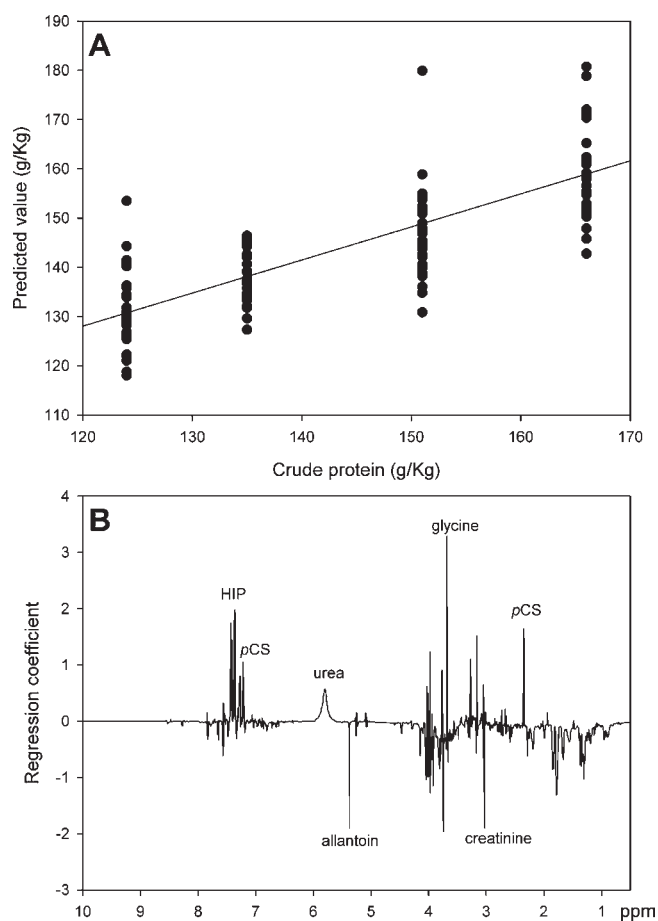 A
190
180
170
160
150
140
130
120
110
Predicted value (g/Kg)
120 130 140 150 160 170
Crude protein (g/Kg)
B
4
3
2
1
0
-1
-2
-3
Regression coefficient
glycine
HIP
pCS
pCS
urea
allantoin
creatinine
10 9 8 7 6 5 4 3 2 1 ppm